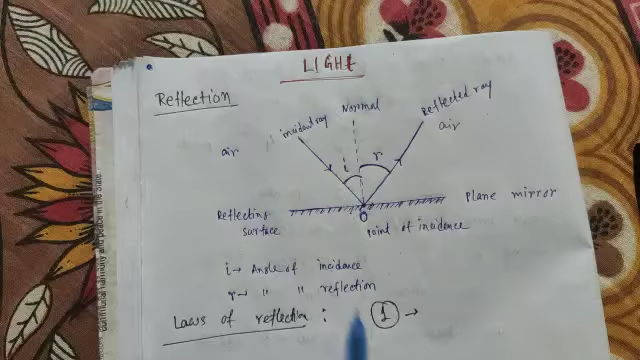 LIGHt
Reflection
Normal
incident ray
Reflected ray
air
air
i
r
Reflecting surface
Plane mirror
O
Point of incidence
i → Angle of incidence
r → " " reflection
Laws of reflection : 1 →